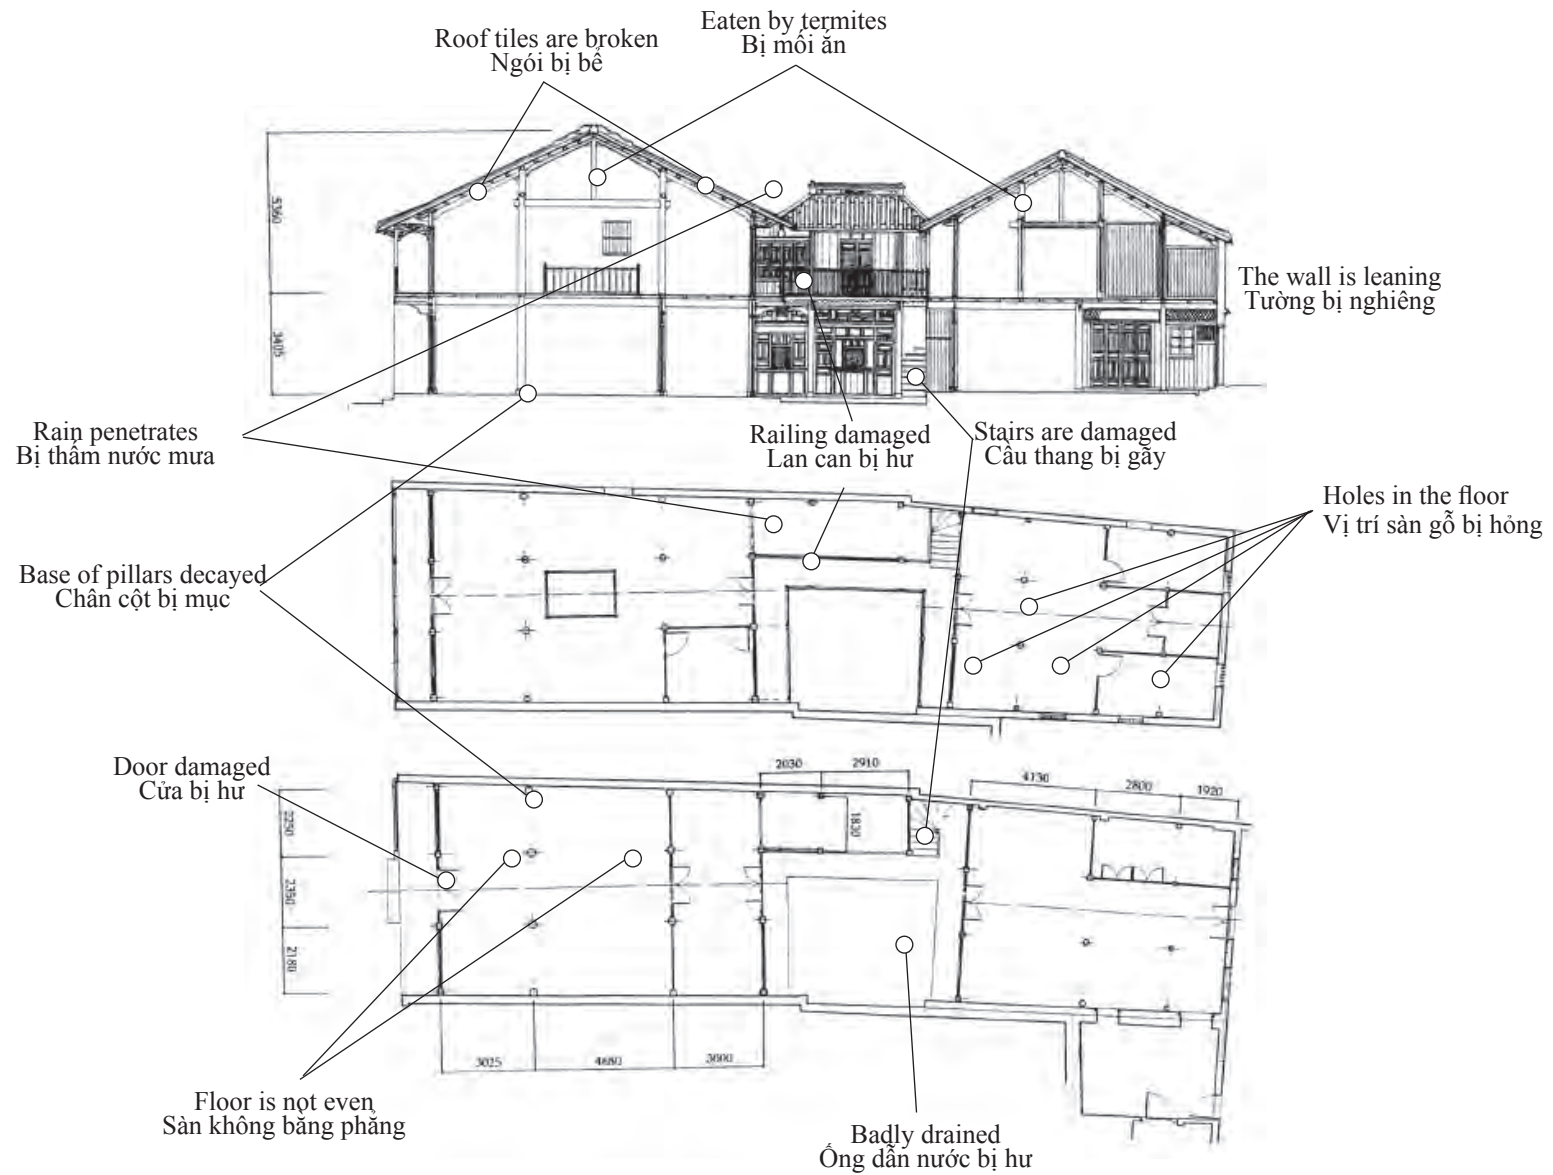 Eaten by termites
Bị mối ăn
Roof tiles are broken
Ngói bị bể
5360
3405
The wall is leaning
Tường bị nghiêng
Rain penetrates
Bị thấm nước mưa
Railing damaged
Lan can bị hư
Stairs are damaged
Cầu thang bị gãy
Holes in the floor
Vị trí sàn gỗ bị hỏng
Base of pillars decayed
Chân cột bị mục
Door damaged
Cửa bị hư
2030
2910
4130
2800
1920
1830
2250
2350
2180
3025
4680
3000
Floor is not even
Sàn không bằng phẳng
Badly drained
Ống dẫn nước bị hư